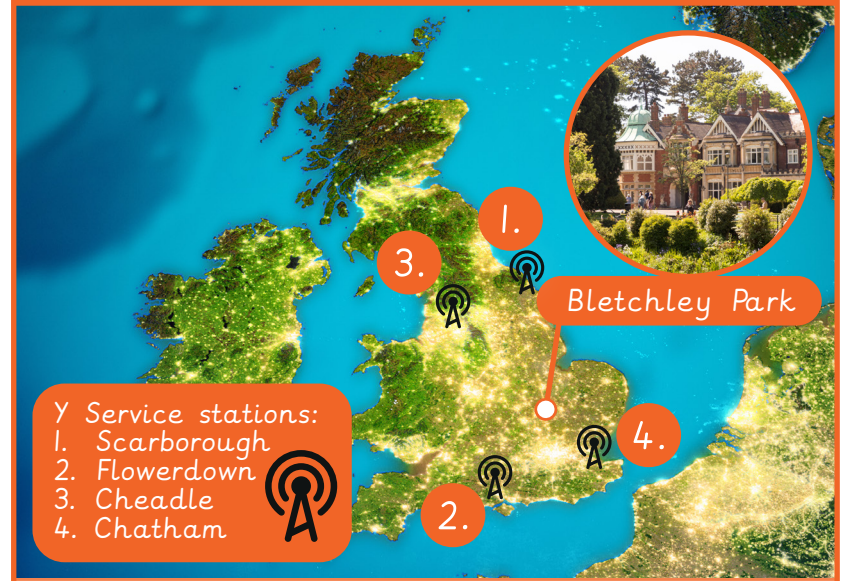 1.
3.
Bletchley Park
4.
2.
Y Service stations:
1. Scarborough
2. Flowerdown
3. Cheadle
4. Chatham